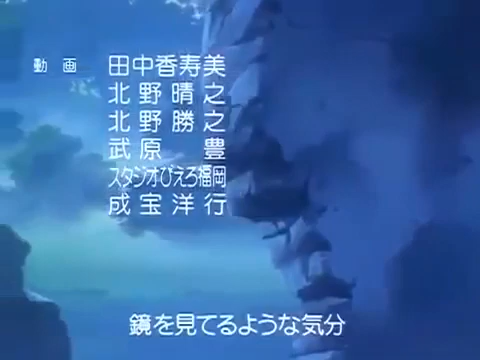 動画 田中香寿美
北野晴之
北野勝之
武原 豊
スタジオぴえろ福岡
成宝洋行
鏡を見てるような気分